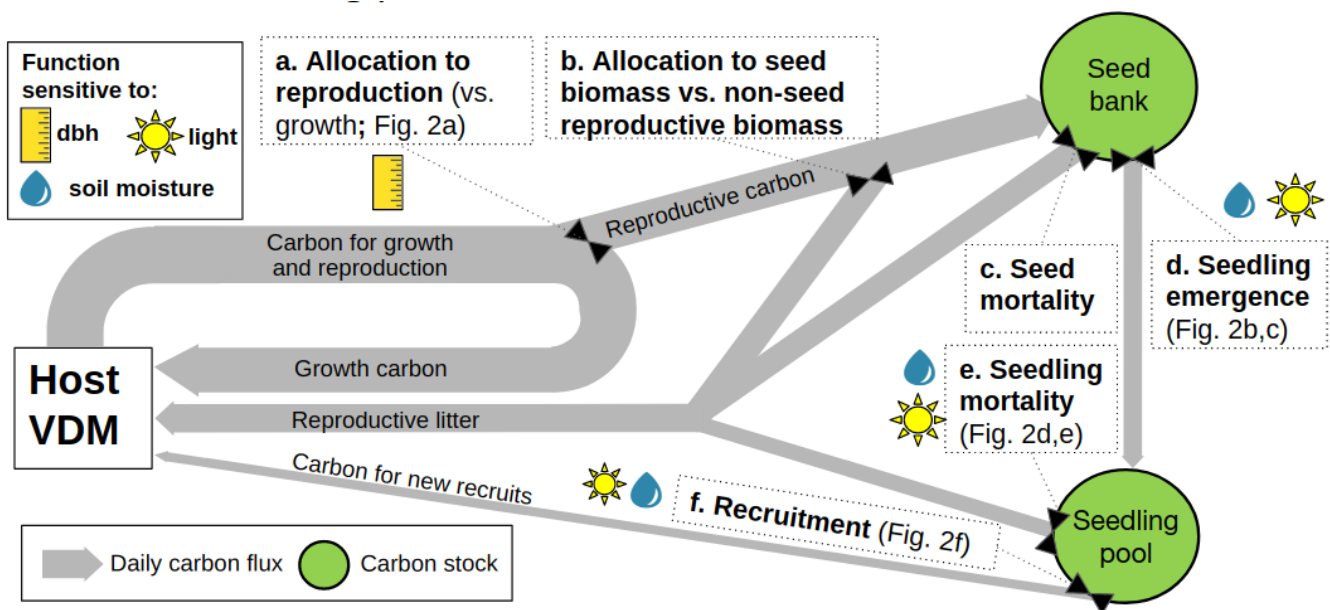 Function
sensitive to:
dbh
light
soil moisture
a. Allocation to
reproduction (vs.
growth; Fig. 2a)
b. Allocation to seed
biomass vs. non-seed
reproductive biomass
Seed
bank
Reproductive carbon
Carbon for growth
and reproduction
c. Seed
mortality
d. Seedling
emergence
(Fig. 2b,c)
Host
VDM
Growth carbon
Reproductive litter
e. Seedling
mortality
(Fig. 2d,e)
Carbon for new recruits
f. Recruitment (Fig. 2f)
Seedling
pool
Daily carbon flux
Carbon stock